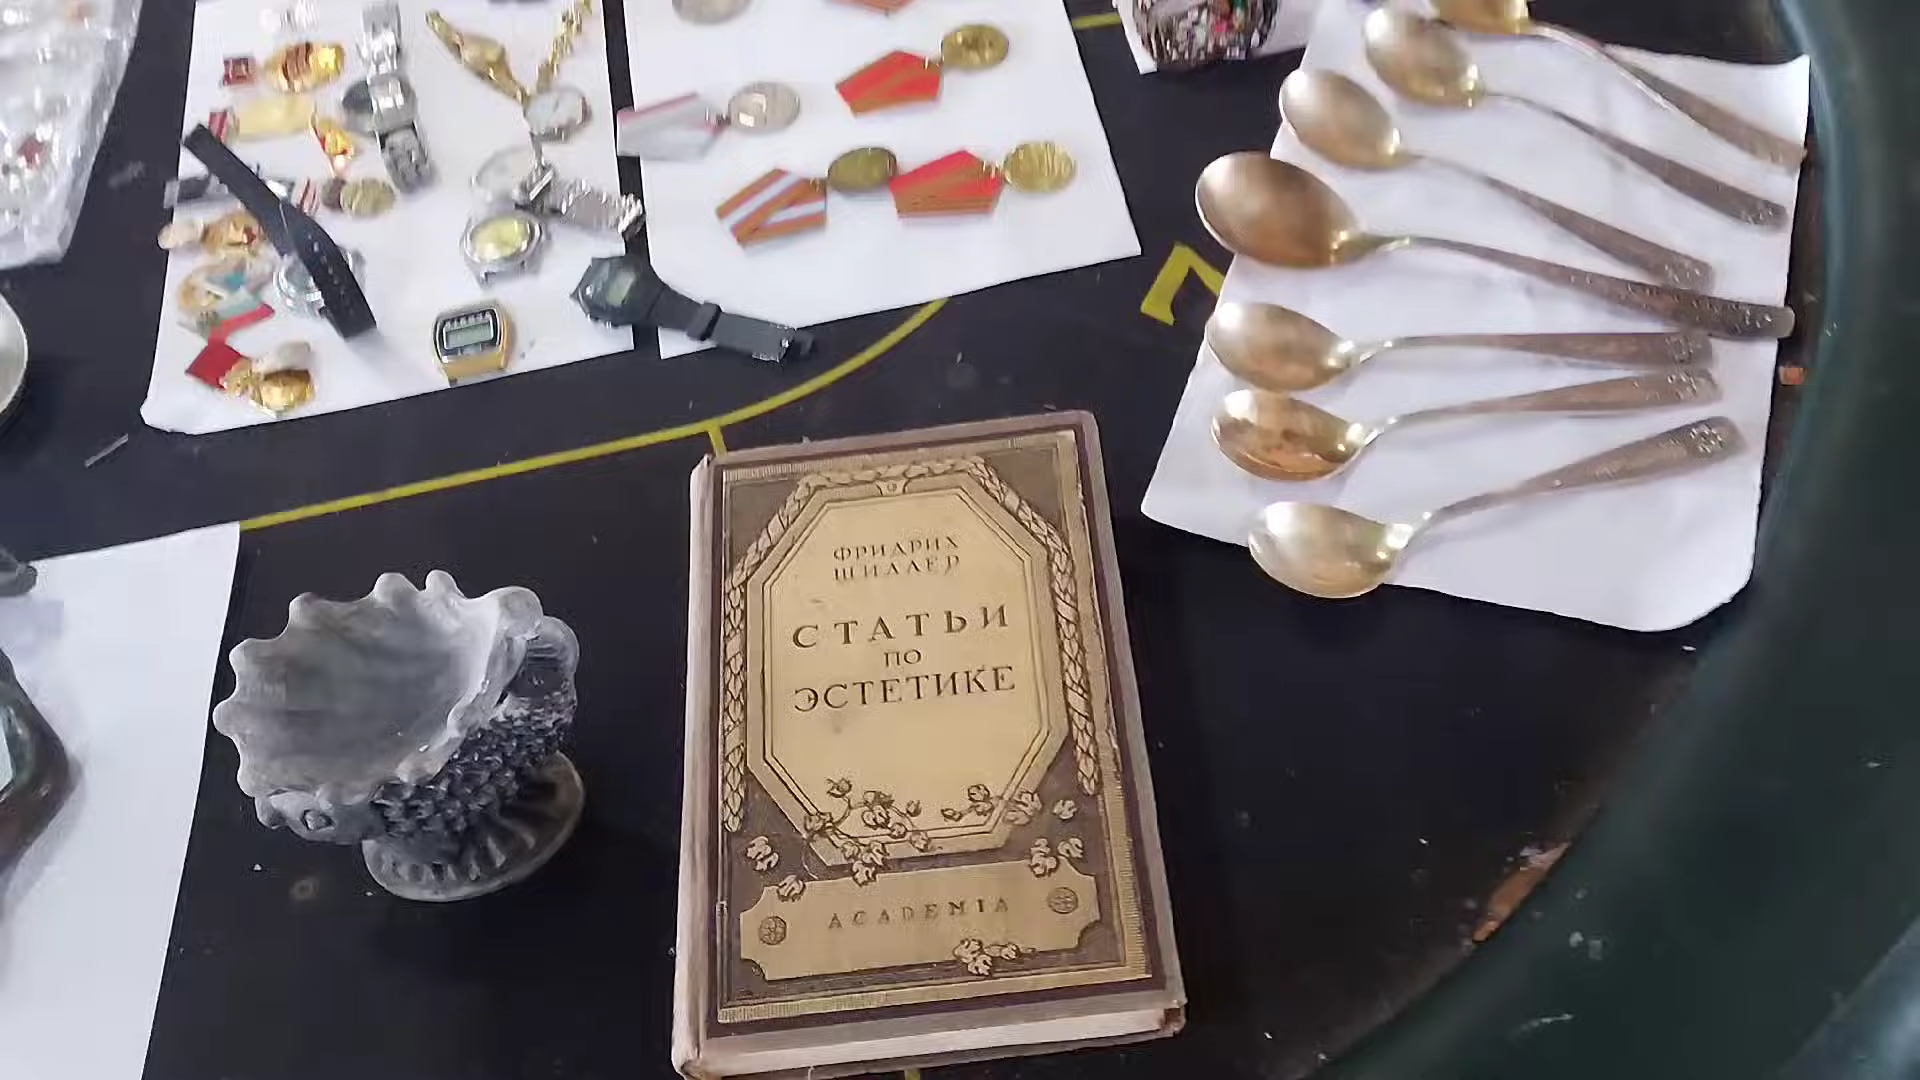 ФРИДРИХ
ШИЛЛЕР
СТАТЬИ
ПО
ЭСТЕТИКЕ
ACADEMIA